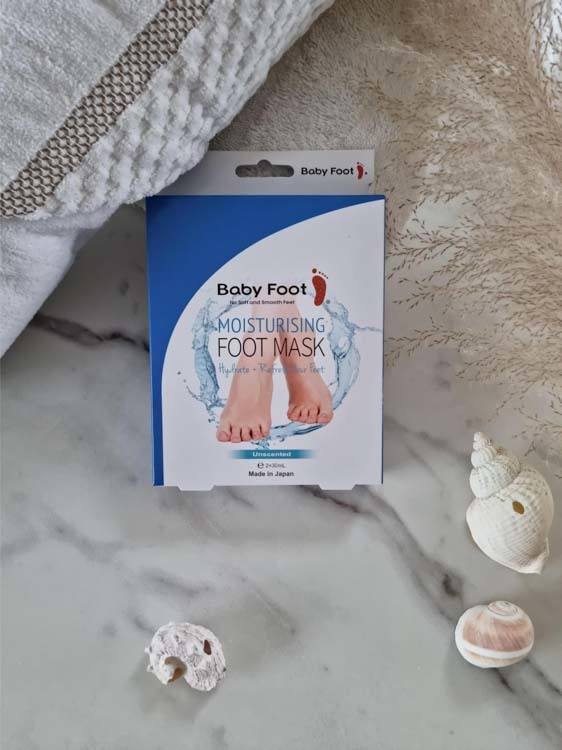 Baby Foot
Baby Foot
No Soft and Smooth Feet
MOISTURISING
FOOT MASK
Hydrate + Refresh Your Feet
Unscented
e 2×30mL
Made in Japan